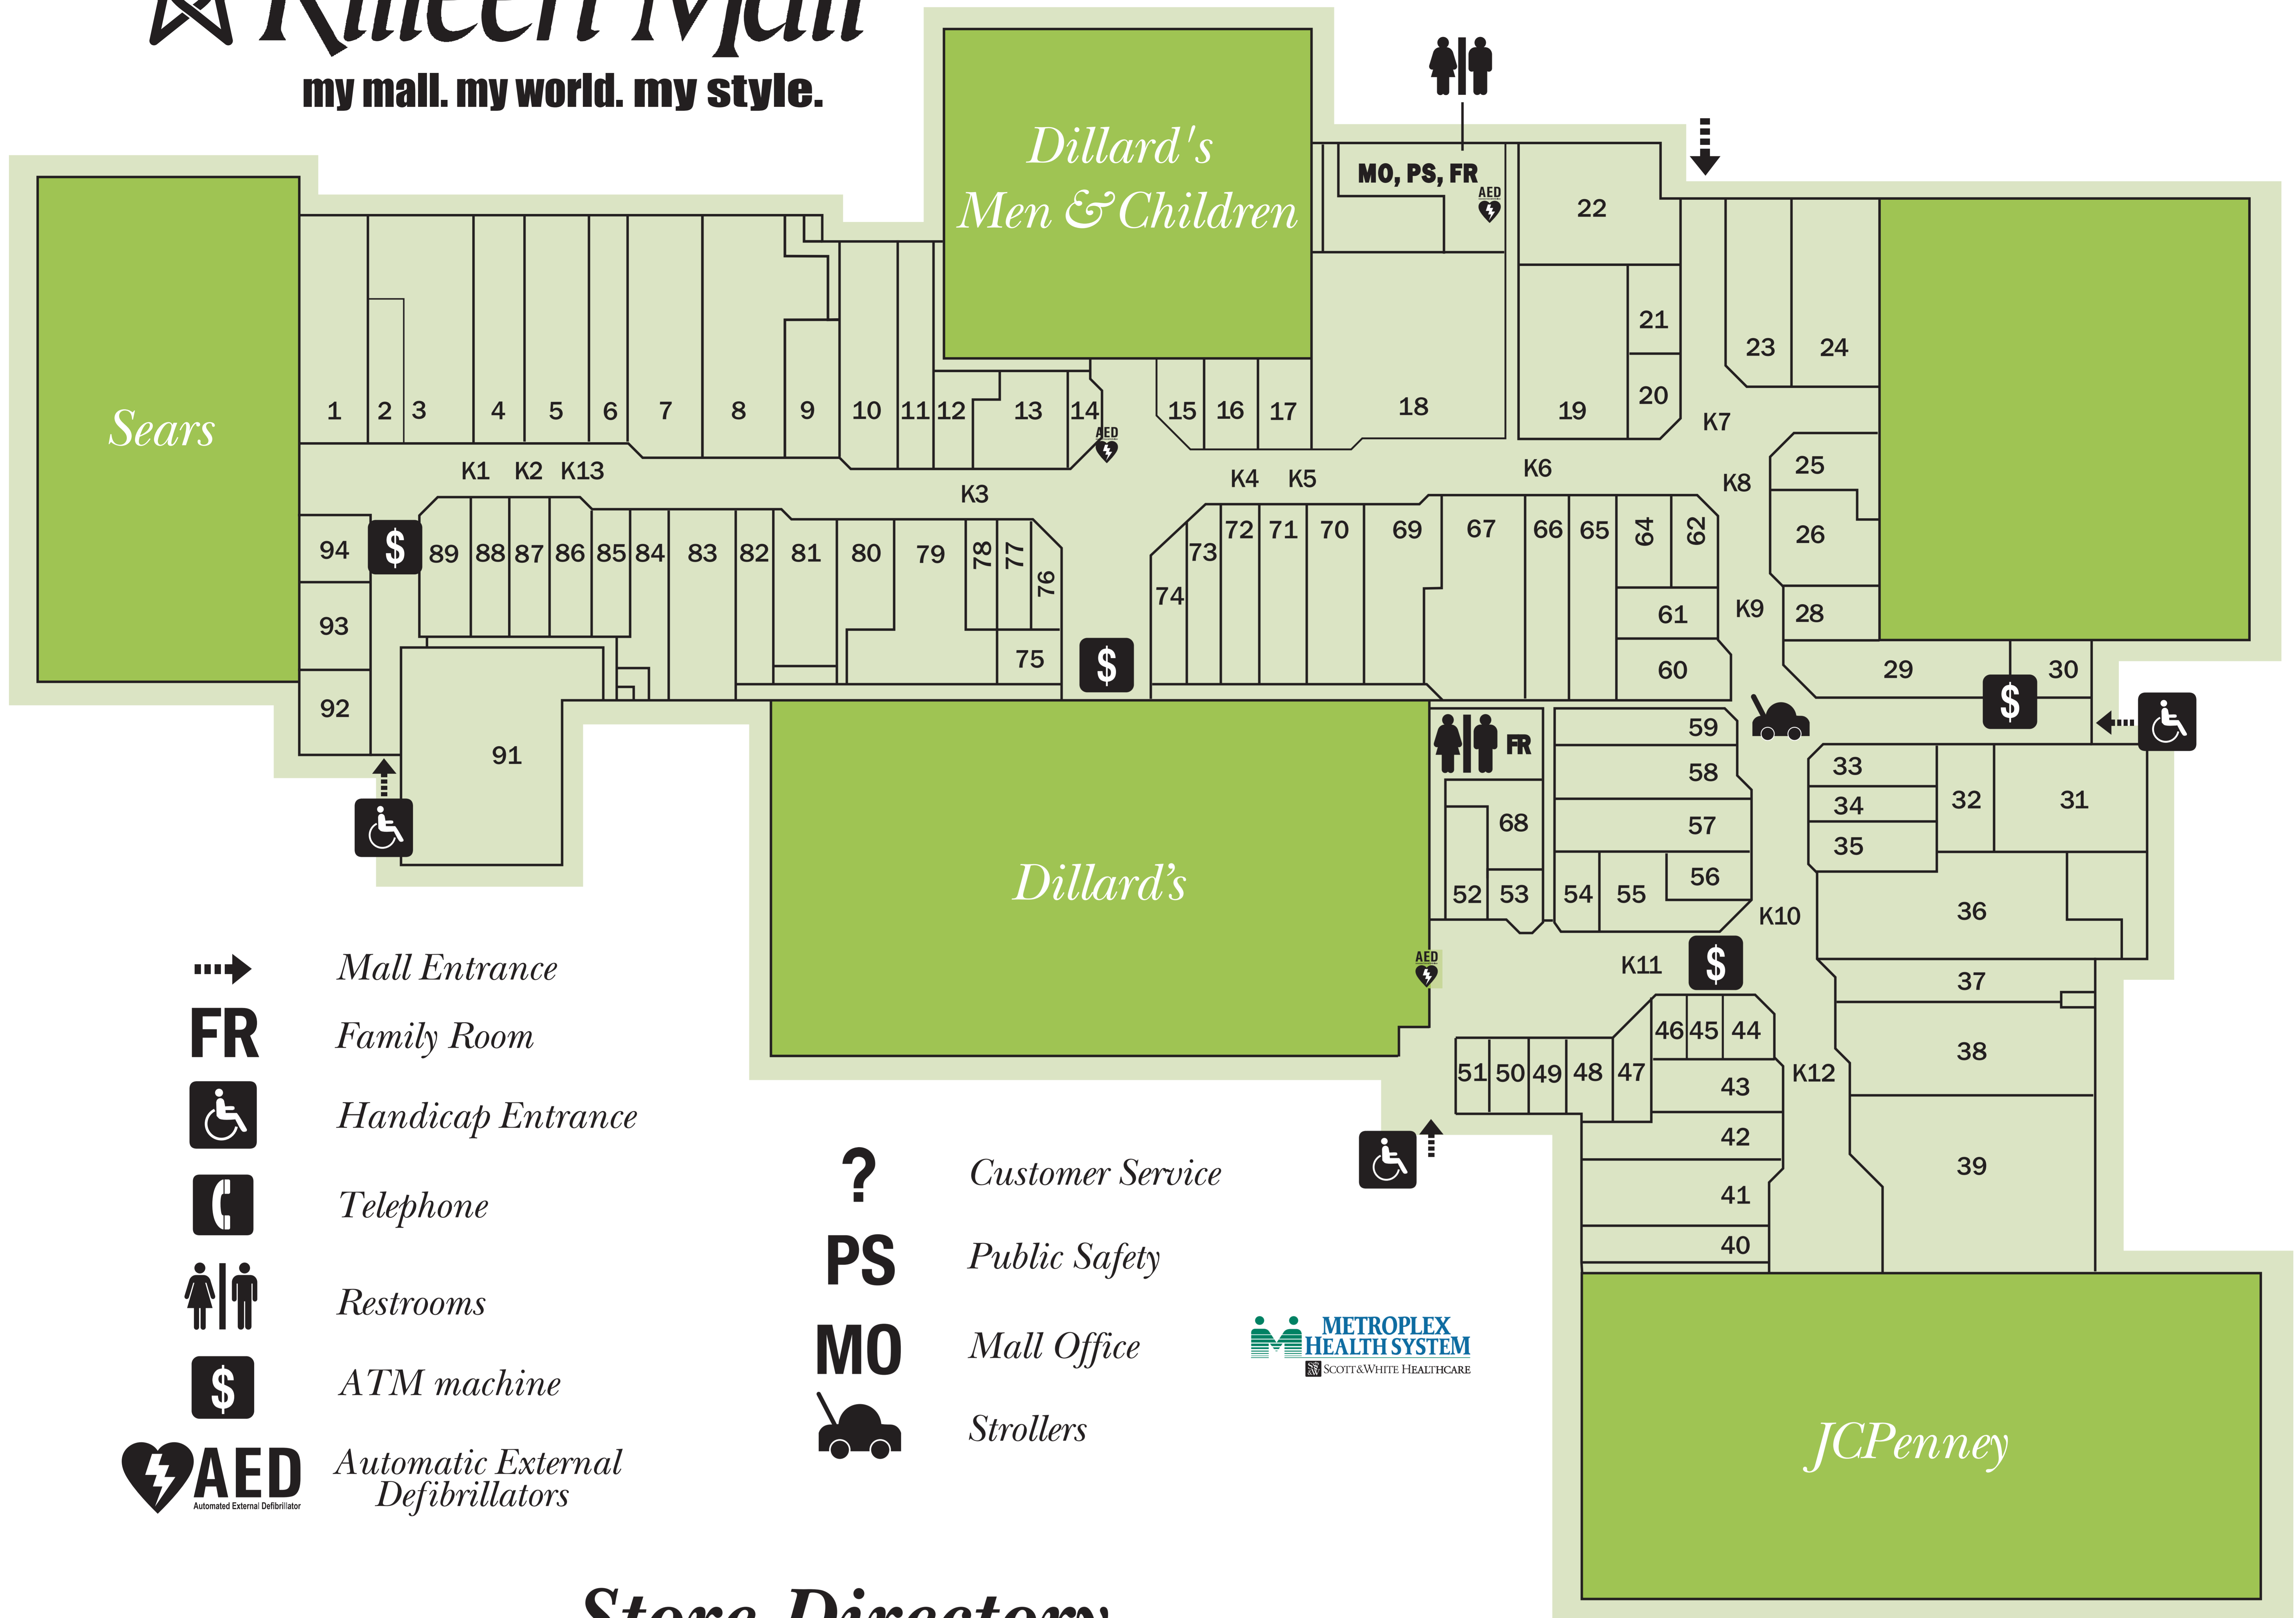 Killeen Mall
my mall. my world. my style.
Dillard's
Men & Children
MO, PS, FR
AED
22
21
20
19
18
23
24
Sears
1
2
3
4
5
6
7
8
9
10
11
12
13
14
AED
15
16
17
K7
K1
K2
K13
K3
K4
K5
K6
K8
25
26
28
K9
29
30
94
93
92
89
88
87
86
85
84
83
82
81
80
79
78
77
76
75
74
73
72
71
70
69
67
66
65
64
62
61
60
$
$
$
91
FR
68
52
53
59
58
57
54
55
56
33
34
35
32
31
36
K10
K11
$
Dillard’s
AED
37
38
39
K12
46
45
44
51
50
49
48
47
43
42
41
40
JCPenney
Mall Entrance
FR
Family Room
Handicap Entrance
Telephone
Restrooms
$
ATM machine
AED
Automated External Defibrillator
Automatic External
Defibrillators
?
Customer Service
PS
Public Safety
MO
Mall Office
Strollers
METROPLEX
HEALTH SYSTEM
SCOTT&WHITE HEALTHCARE
Store Directory